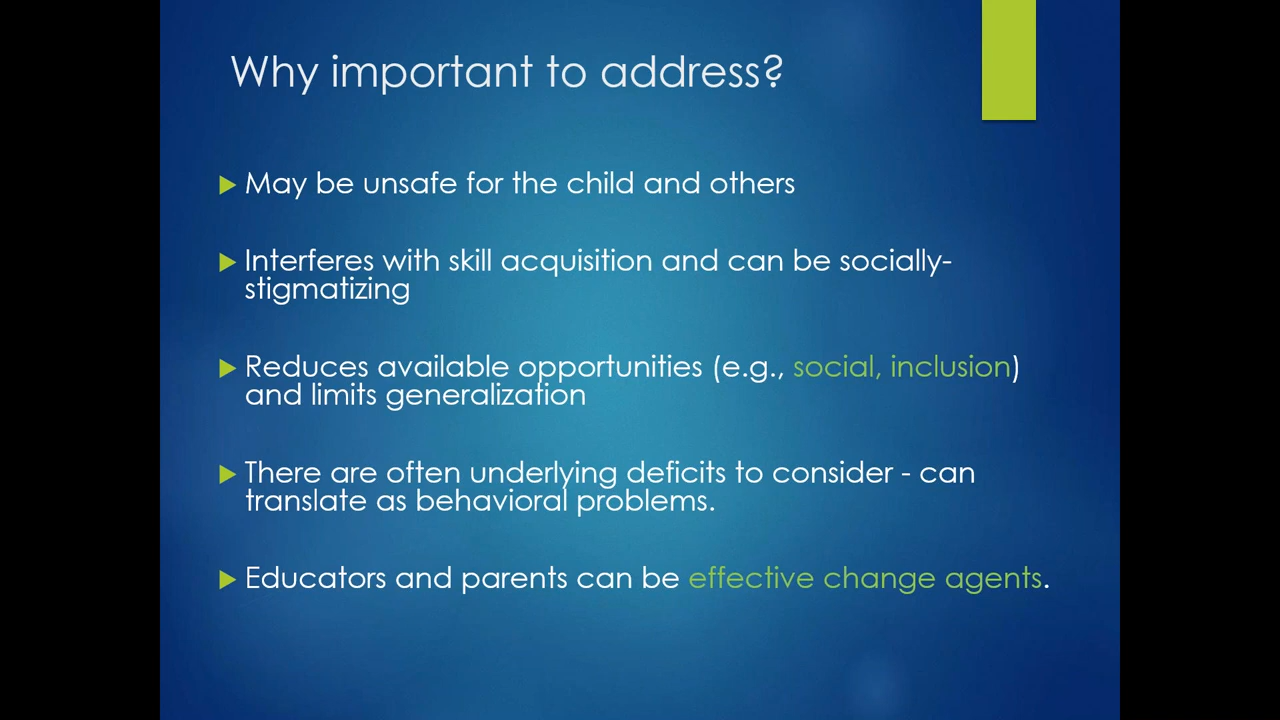 Why important to address?
May be unsafe for the child and others
Interferes with skill acquisition and can be socially-
stigmatizing
Reduces available opportunities (e.g., social, inclusion)
and limits generalization
There are often underlying deficits to consider - can
translate as behavioral problems.
Educators and parents can be effective change agents.